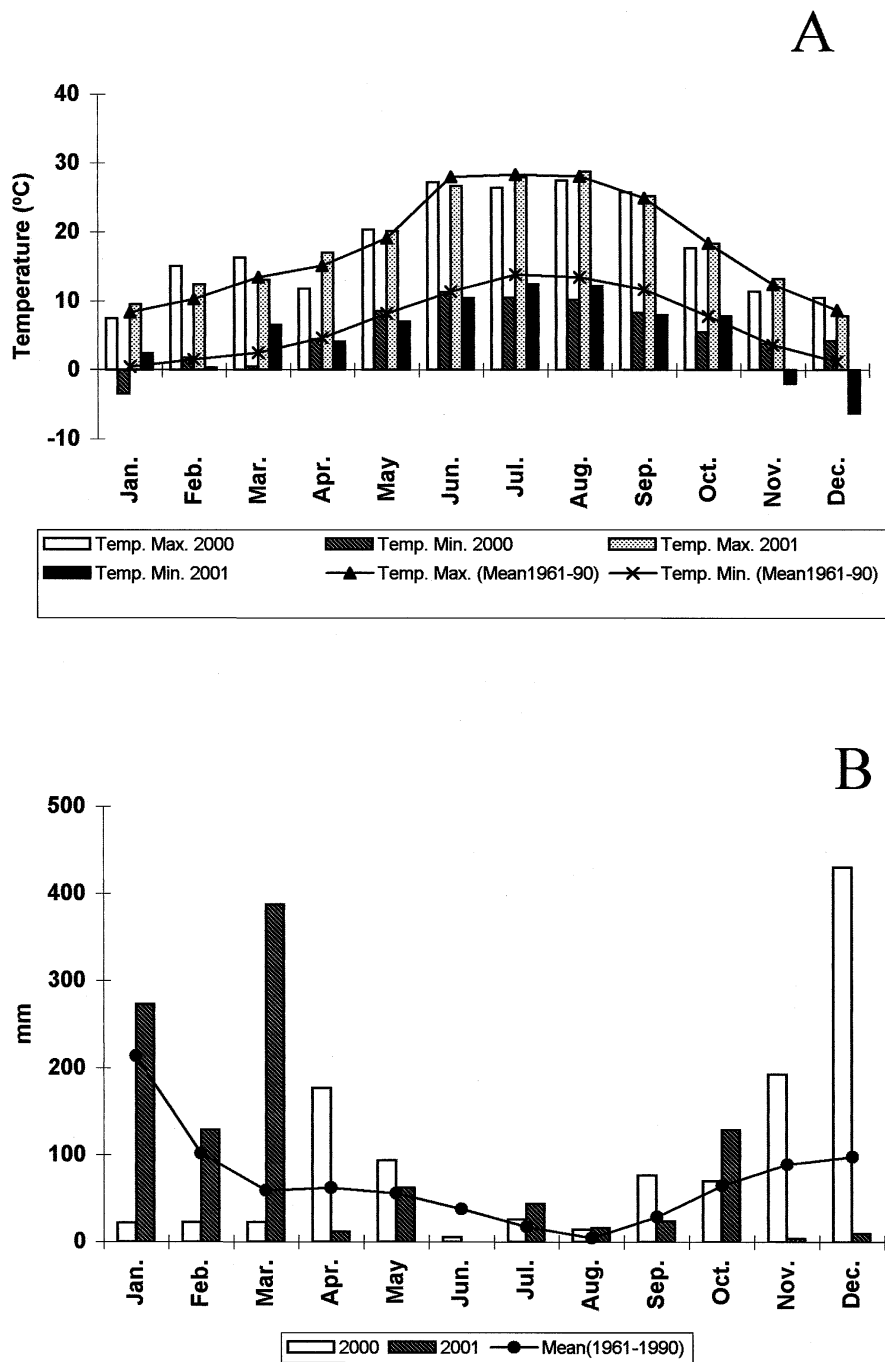 A
Temperature (ºC)
40
30
20
10
0
-10
Jan.
Feb.
Mar.
Apr.
May
Jun.
Jul.
Aug.
Sep.
Oct.
Nov.
Dec.
Temp. Max. 2000
Temp. Min. 2000
Temp. Max. 2001
Temp. Min. 2001
Temp. Max. (Mean1961-90)
Temp. Min. (Mean1961-90)
B
mm
500
400
300
200
100
0
Jan.
Feb.
Mar.
Apr.
May
Jun.
Jul.
Aug.
Sep.
Oct.
Nov.
Dec.
2000
2001
Mean(1961-1990)